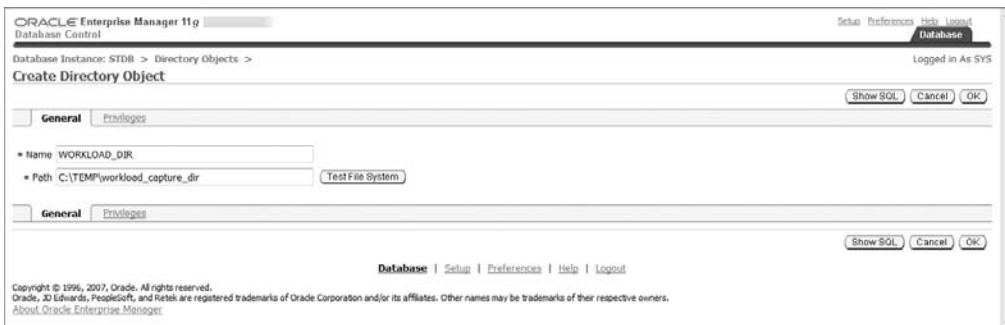 ORACLE Enterprise Manager 11g
Database Control
Setup Preferences Help Logout
Database
Database Instance: STDB > Directory Objects >
Logged in As SYS
Create Directory Object
Show SQL Cancel OK
General Privileges
* Name WORKLOAD_DIR
* Path C:\TEMP\workload_capture_dir Test File System
General Privileges
Show SQL Cancel OK
Database | Setup | Preferences | Help | Logout
Copyright © 1996, 2007, Oracle. All rights reserved.
Oracle, JD Edwards, PeopleSoft, and Retek are registered trademarks of Oracle Corporation and/or its affiliates. Other names may be trademarks of their respective owners.
About Oracle Enterprise Manager